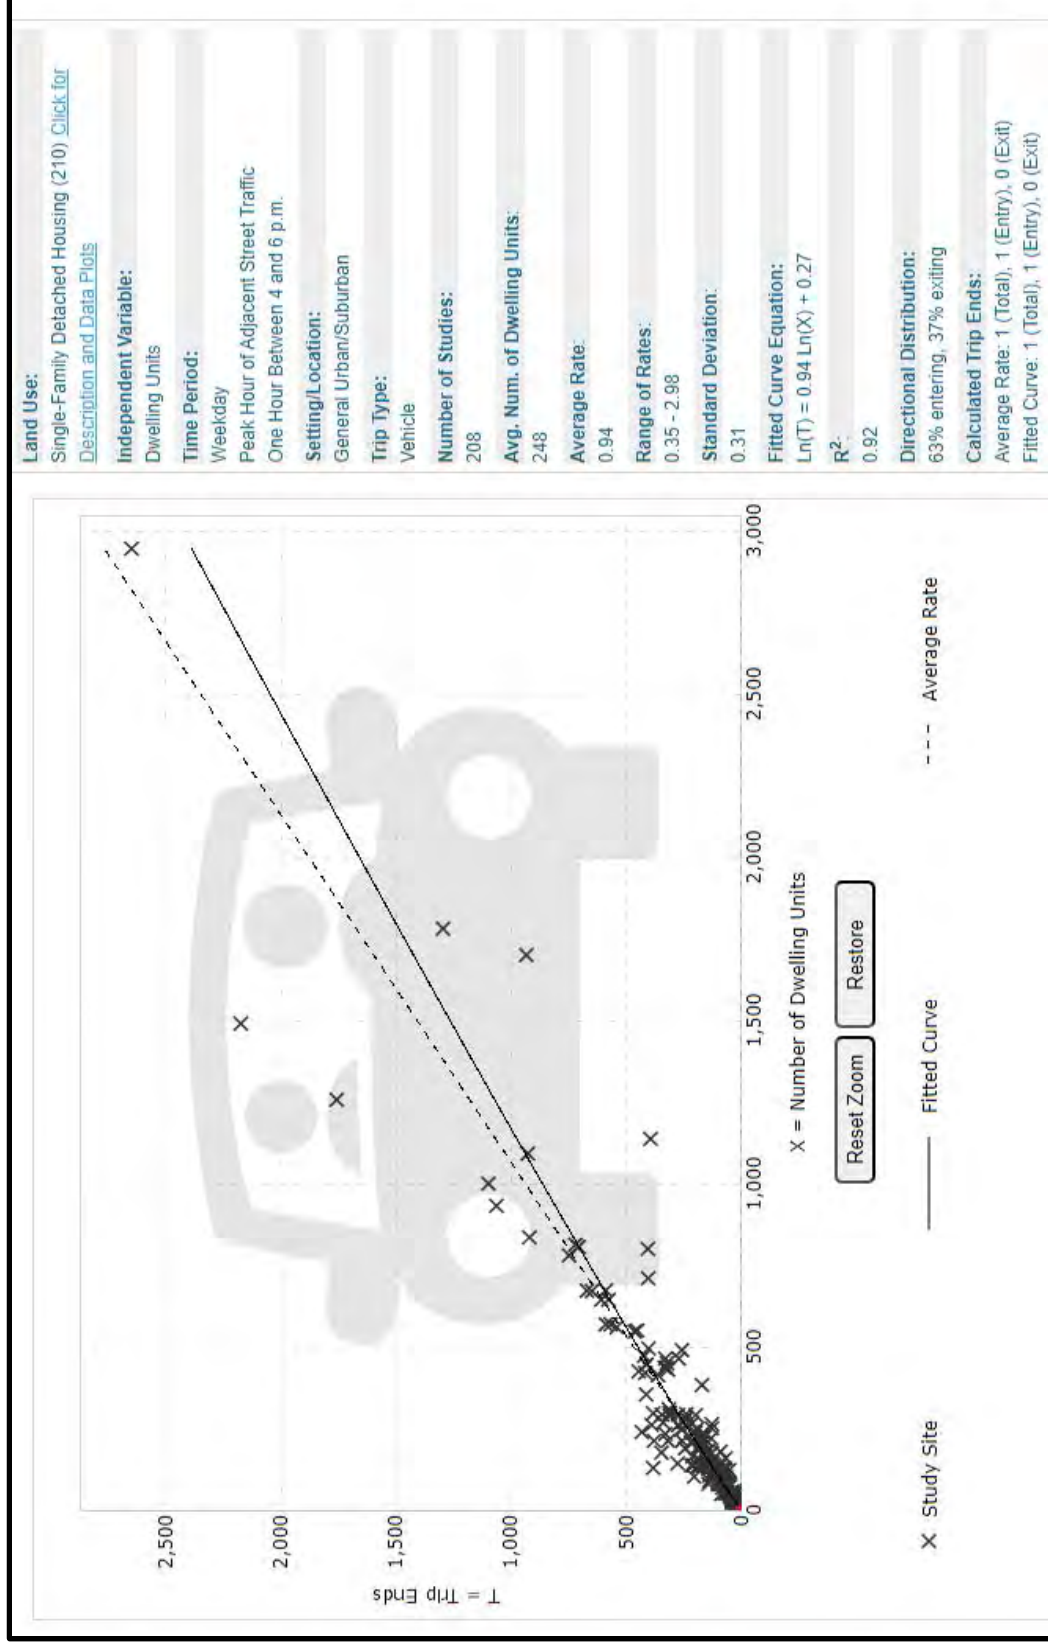 2,500
2,000
1,500
1,000
500
0
T = Trip Ends
0
500
1,000
1,500
2,000
2,500
3,000
X = Number of Dwelling Units
Reset Zoom
Restore
Study Site
Fitted Curve
Average Rate
Land Use:
Single-Family Detached Housing (210) Click for
Description and Data Plots
Independent Variable:
Dwelling Units
Time Period:
Weekday
Peak Hour of Adjacent Street Traffic
One Hour Between 4 and 6 p.m.
Setting/Location:
General Urban/Suburban
Trip Type:
Vehicle
Number of Studies:
208
Avg. Num. of Dwelling Units:
248
Average Rate:
0.94
Range of Rates:
0.35 - 2.98
Standard Deviation:
0.31
Fitted Curve Equation:
Ln(T) = 0.94 Ln(X) + 0.27
R²:
0.92
Directional Distribution:
63% entering, 37% exiting
Calculated Trip Ends:
Average Rate: 1 (Total), 1 (Entry), 0 (Exit)
Fitted Curve: 1 (Total), 1 (Entry), 0 (Exit)